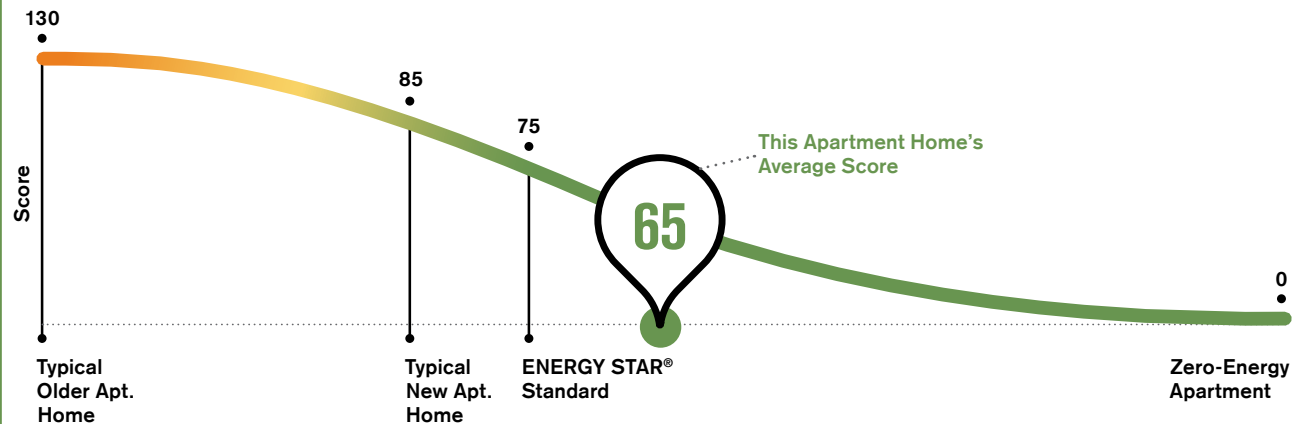 130
85
75
This Apartment Home's
Average Score
65
0
Score
Typical
Older Apt.
Home
Typical
New Apt.
Home
ENERGY STAR®
Standard
Zero-Energy
Apartment